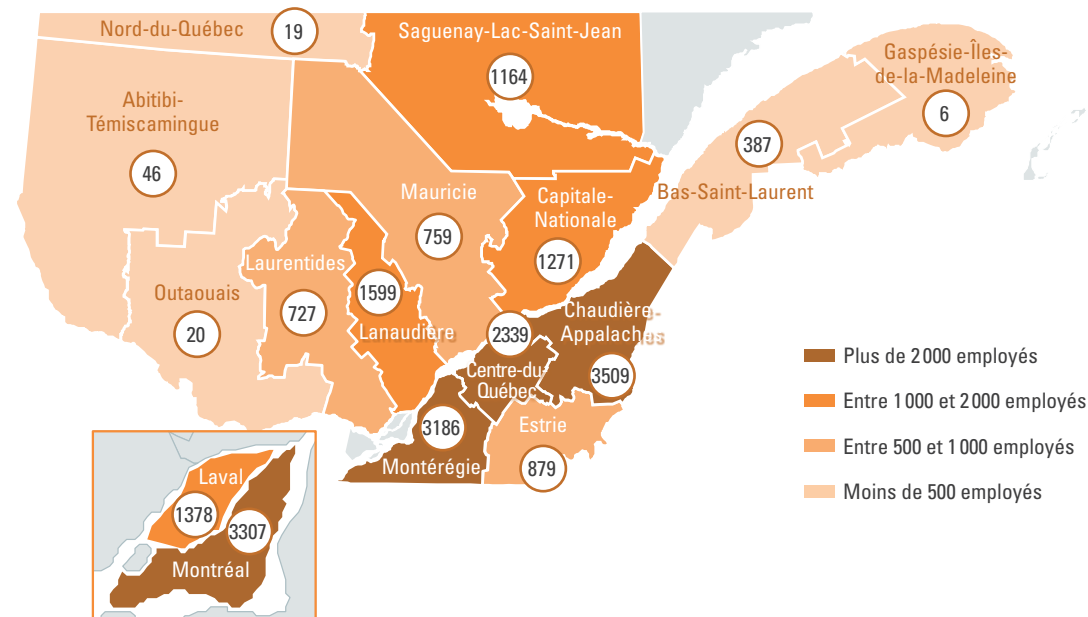 Nord-du-Québec
19
Saguenay-Lac-Saint-Jean
1164
Gaspésie-Îles-
de-la-Madeleine
6
Abitibi-
Témiscamingue
46
387
Bas-Saint-Laurent
Mauricie
759
Capitale-
Nationale
1271
Laurentides
727
1599
Lanaudière
Outaouais
20
2339
Centre-du-
Québec
Chaudière-
Appalaches
3509
3186
Montérégie
Estrie
879
Laval
1378
3307
Montréal
Plus de 2 000 employés
Entre 1 000 et 2 000 employés
Entre 500 et 1 000 employés
Moins de 500 employés